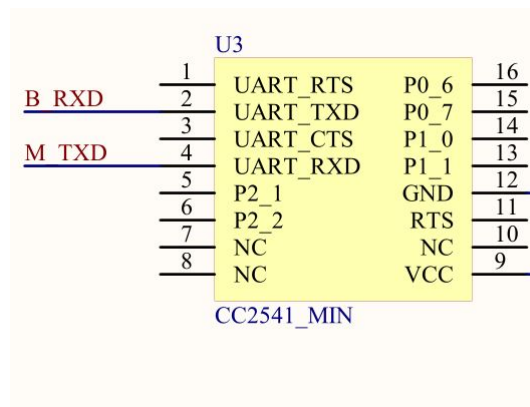 U3
1 UART_RTS P0_6 16
B_RXD 2 UART_TXD P0_7 15
3 UART_CTS P1_0 14
M_TXD 4 UART_RXD P1_1 13
5 P2_1 GND 12
6 P2_2 RTS 11
7 NC NC 10
8 NC VCC 9
CC2541_MIN